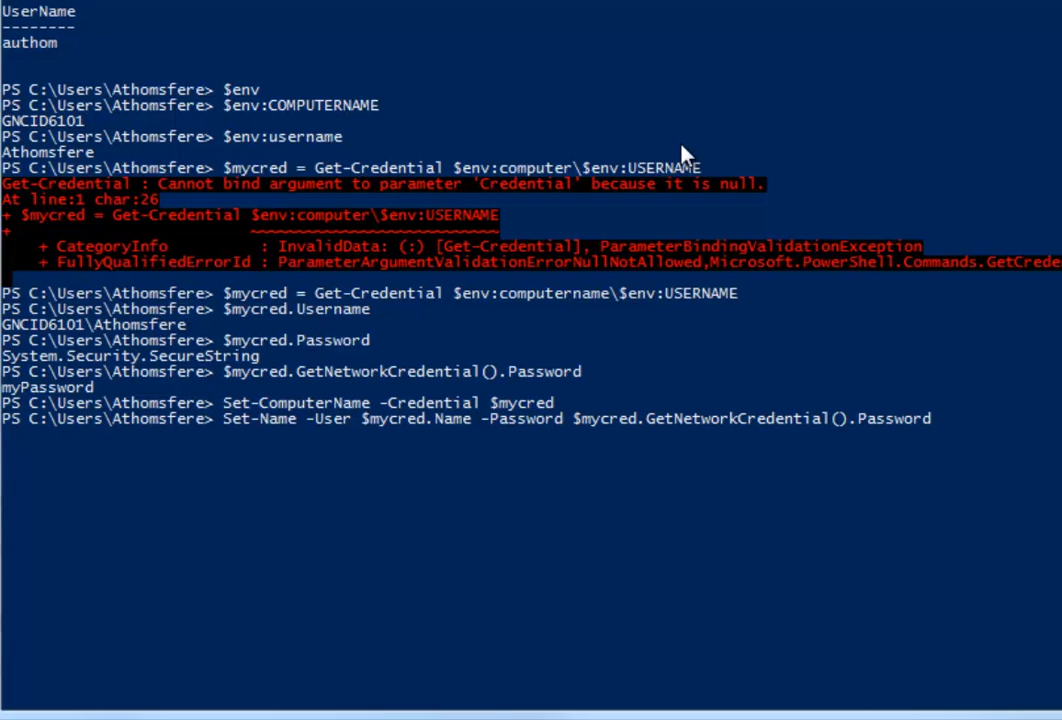 UserName
--------
authom
PS C:\Users\Athomsfere> $env
PS C:\Users\Athomsfere> $env:COMPUTERNAME
GNCID6101
PS C:\Users\Athomsfere> $env:username
Athomsfere
PS C:\Users\Athomsfere> $mycred = Get-Credential $env:computer\$env:USERNAME
Get-Credential : Cannot bind argument to parameter 'Credential' because it is null.
At line:1 char:26
+ $mycred = Get-Credential $env:computer\$env:USERNAME
+                          ~~~~~~~~~~~~~~~~~~~~~~~~~~~
+ CategoryInfo          : InvalidData: (:) [Get-Credential], ParameterBindingValidationException
+ FullyQualifiedErrorId : ParameterArgumentValidationErrorNullNotAllowed,Microsoft.PowerShell.Commands.GetCrede
PS C:\Users\Athomsfere> $mycred = Get-Credential $env:computername\$env:USERNAME
PS C:\Users\Athomsfere> $mycred.Username
GNCID6101\Athomsfere
PS C:\Users\Athomsfere> $mycred.Password
System.Security.SecureString
PS C:\Users\Athomsfere> $mycred.GetNetworkCredential().Password
myPassword
PS C:\Users\Athomsfere> Set-ComputerName -Credential $mycred
PS C:\Users\Athomsfere> Set-Name -User $mycred.Name -Password $mycred.GetNetworkCredential().Password